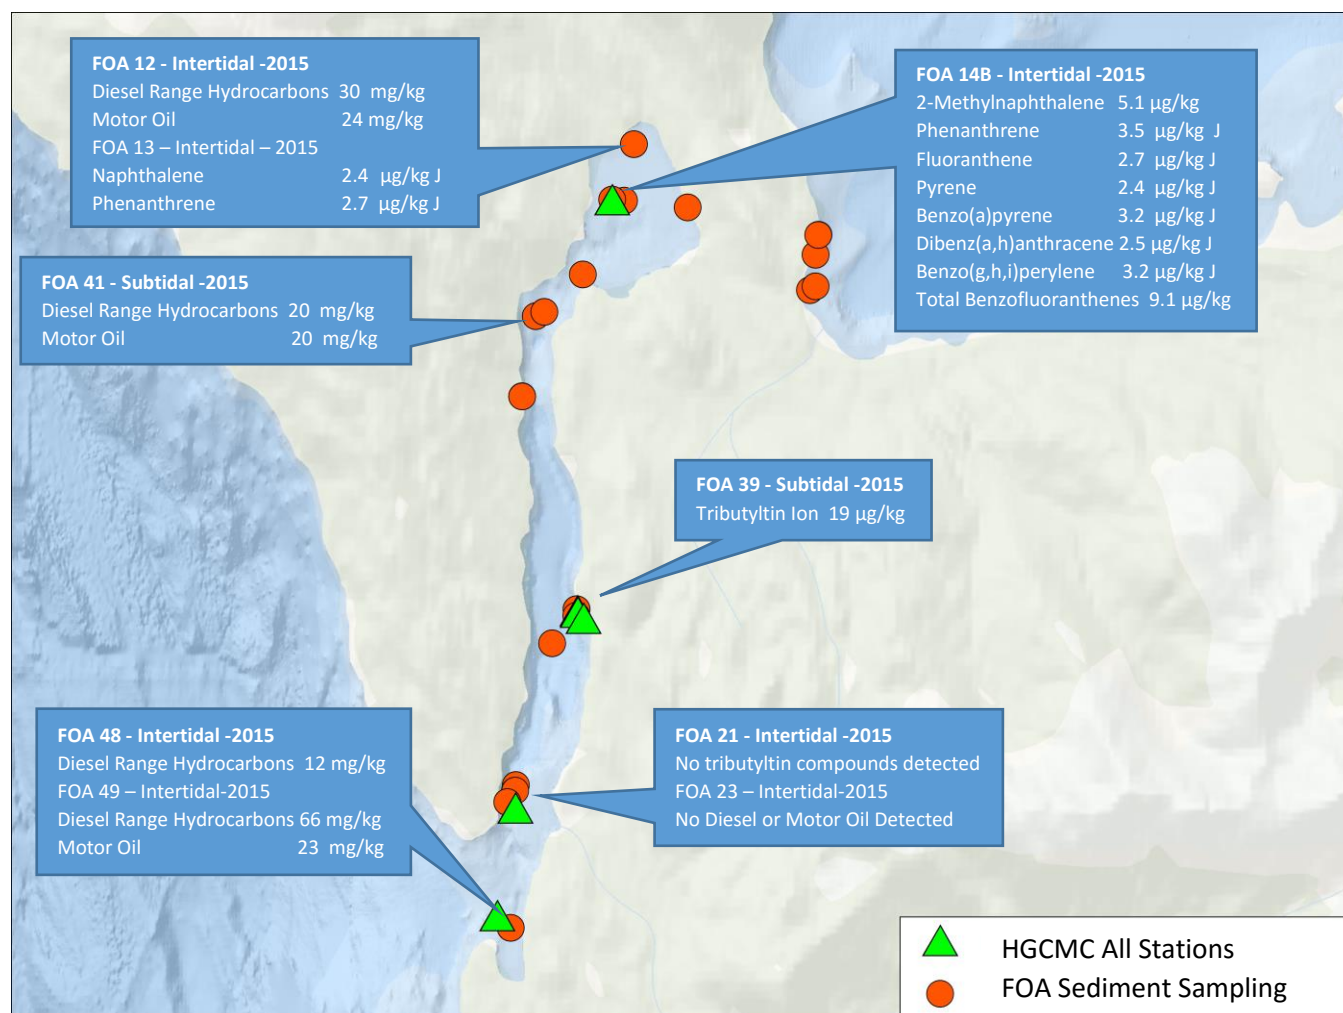 FOA 12 - Intertidal -2015
Diesel Range Hydrocarbons 30 mg/kg
Motor Oil 24 mg/kg
FOA 13 – Intertidal – 2015
Naphthalene 2.4 µg/kg J
Phenanthrene 2.7 µg/kg J
FOA 14B - Intertidal -2015
2-Methylnaphthalene 5.1 µg/kg
Phenanthrene 3.5 µg/kg J
Fluoranthene 2.7 µg/kg J
Pyrene 2.4 µg/kg J
Benzo(a)pyrene 3.2 µg/kg J
Dibenz(a,h)anthracene 2.5 µg/kg J
Benzo(g,h,i)perylene 3.2 µg/kg J
Total Benzofluoranthenes 9.1 µg/kg
FOA 41 - Subtidal -2015
Diesel Range Hydrocarbons 20 mg/kg
Motor Oil 20 mg/kg
FOA 39 - Subtidal -2015
Tributyltin Ion 19 µg/kg
FOA 48 - Intertidal -2015
Diesel Range Hydrocarbons 12 mg/kg
FOA 49 – Intertidal-2015
Diesel Range Hydrocarbons 66 mg/kg
Motor Oil 23 mg/kg
FOA 21 - Intertidal -2015
No tributyltin compounds detected
FOA 23 – Intertidal-2015
No Diesel or Motor Oil Detected
HGCMC All Stations
FOA Sediment Sampling